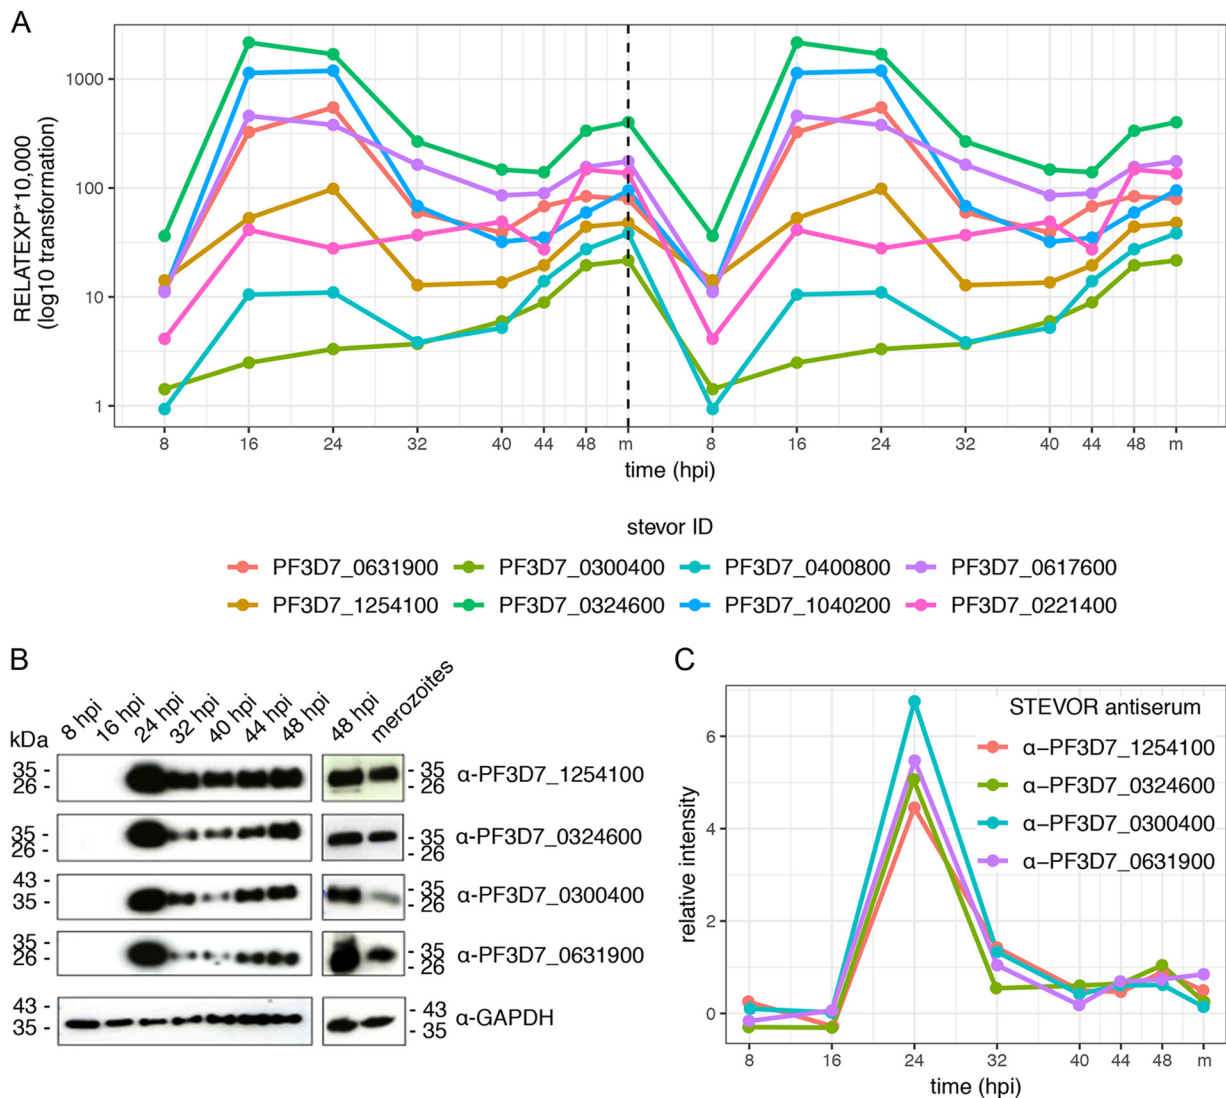 A
RELATEXP*10,000
(log10 transformation)
1000
100
10
1
8 16 24 32 40 44 48 m 8 16 24 32 40 44 48 m
time (hpi)
stevor ID
PF3D7_0631900 PF3D7_0300400 PF3D7_0400800 PF3D7_0617600
PF3D7_1254100 PF3D7_0324600 PF3D7_1040200 PF3D7_0221400
B
8 hpi 16 hpi 24 hpi 32 hpi 40 hpi 44 hpi 48 hpi 48 hpi merozoites
kDa
35 - - 35 α-PF3D7_1254100
26 - - 26
35 - - 35 α-PF3D7_0324600
26 - - 26
43 - - 35 α-PF3D7_0300400
35 - - 26
35 - - 35 α-PF3D7_0631900
26 - - 26
43 - - 43 α-GAPDH
35 - - 35
C
relative intensity
6
4
2
0
STEVOR antiserum
α−PF3D7_1254100
α−PF3D7_0324600
α−PF3D7_0300400
α−PF3D7_0631900
8 16 24 32 40 44 48 m
time (hpi)